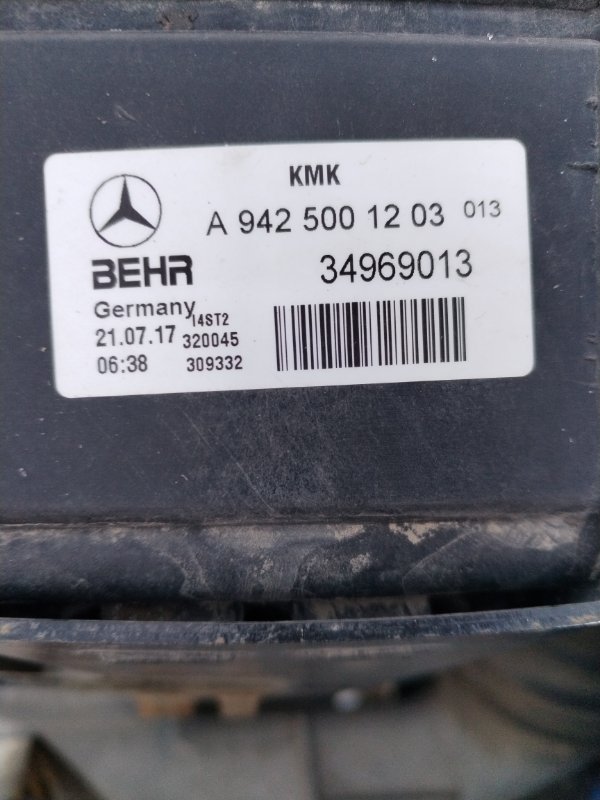 KMK
A 942 500 12 03 013
BEHR
34969013
Germany
14ST2
21.07.17 320045
06:38 309332